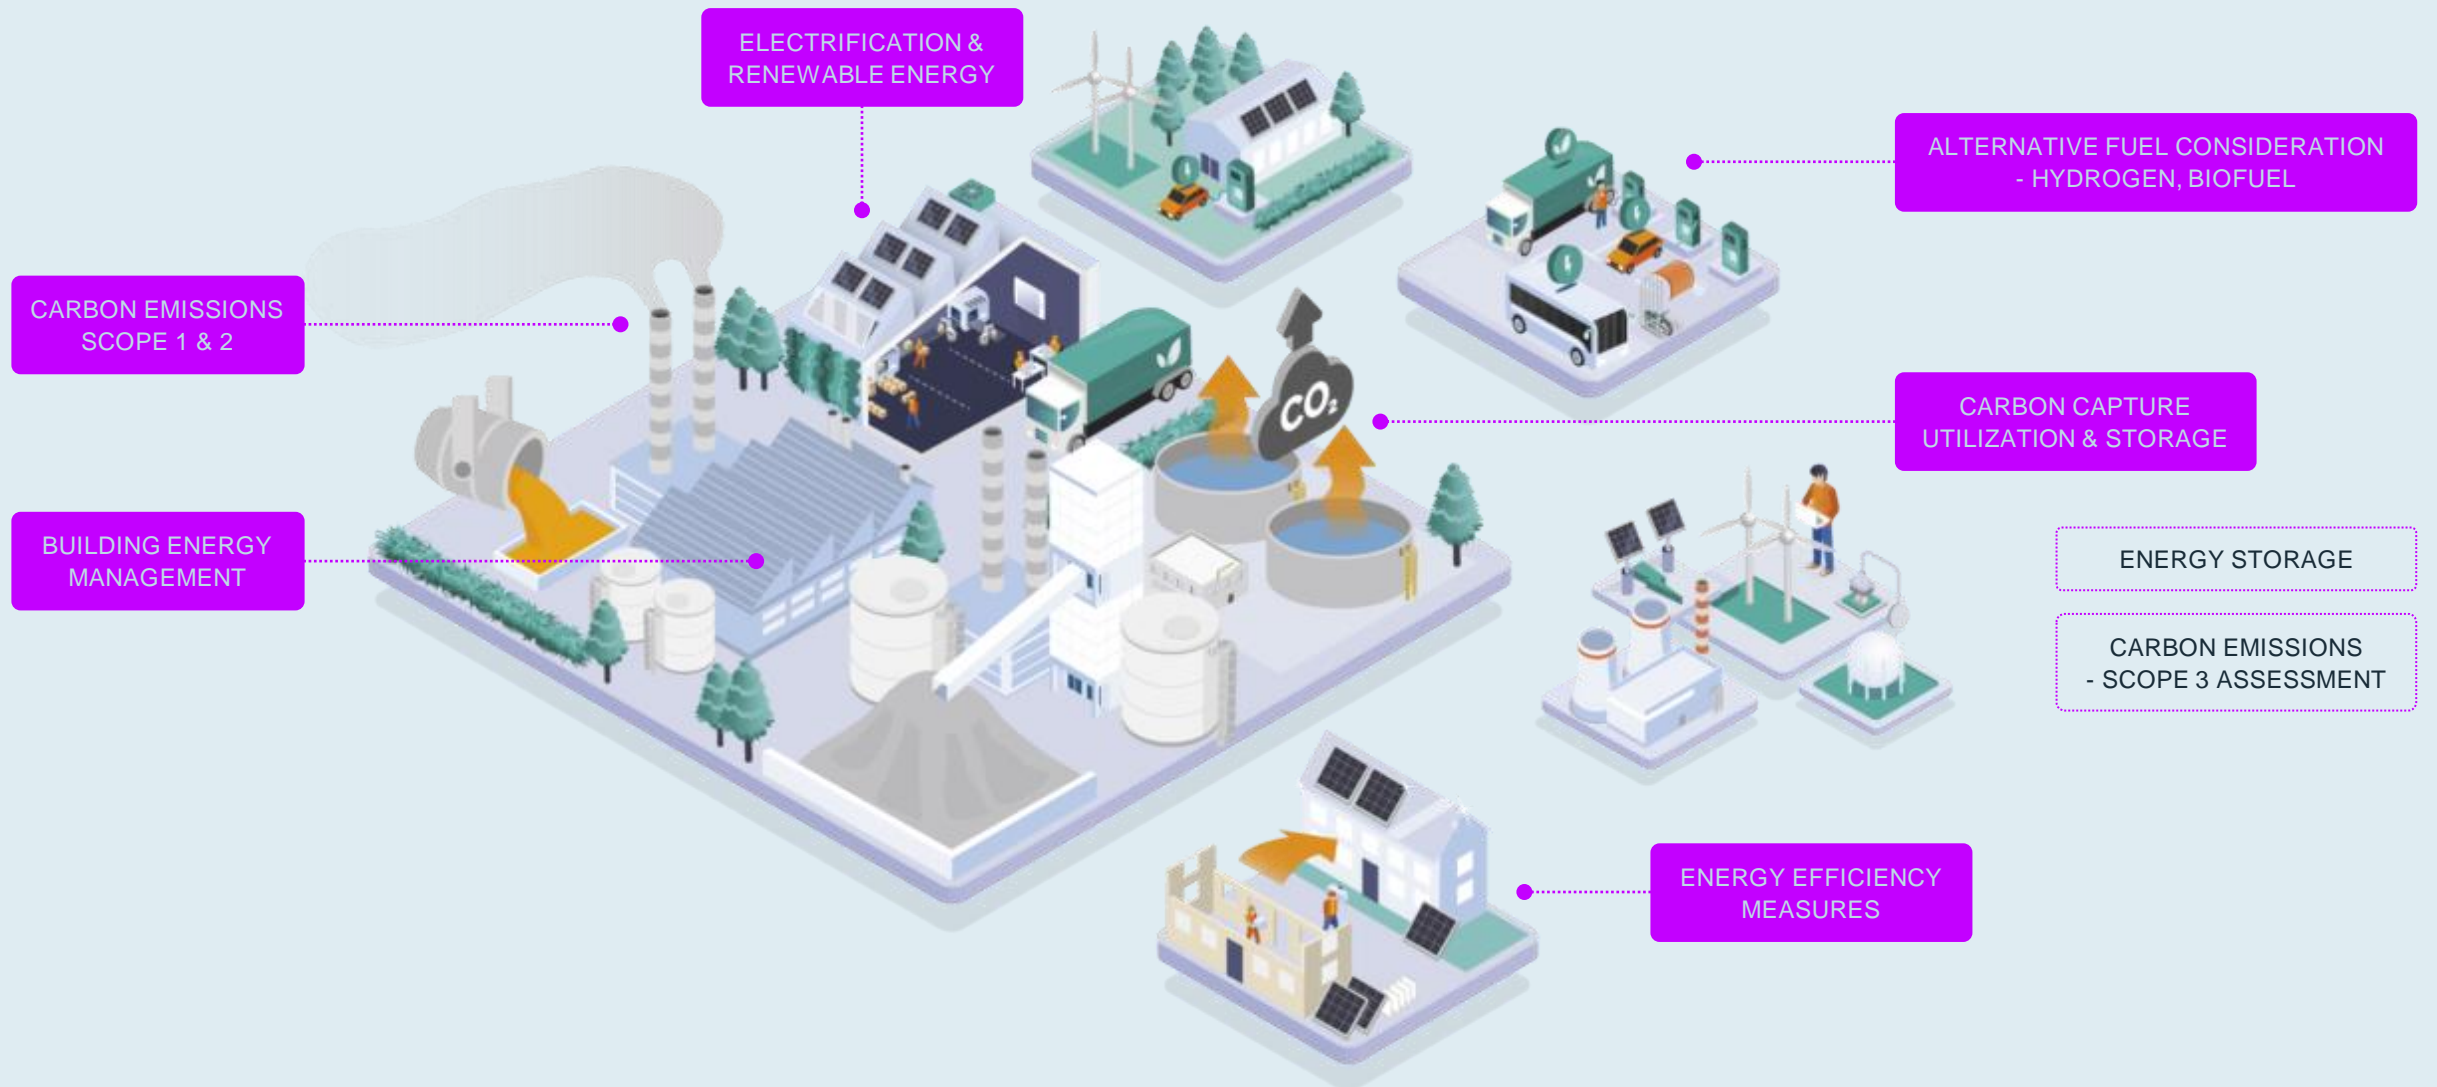 ELECTRIFICATION &
RENEWABLE ENERGY
ALTERNATIVE FUEL CONSIDERATION
- HYDROGEN, BIOFUEL
CARBON EMISSIONS
SCOPE 1 & 2
CARBON CAPTURE
UTILIZATION & STORAGE
CO₂
BUILDING ENERGY
MANAGEMENT
ENERGY STORAGE
CARBON EMISSIONS
- SCOPE 3 ASSESSMENT
ENERGY EFFICIENCY
MEASURES